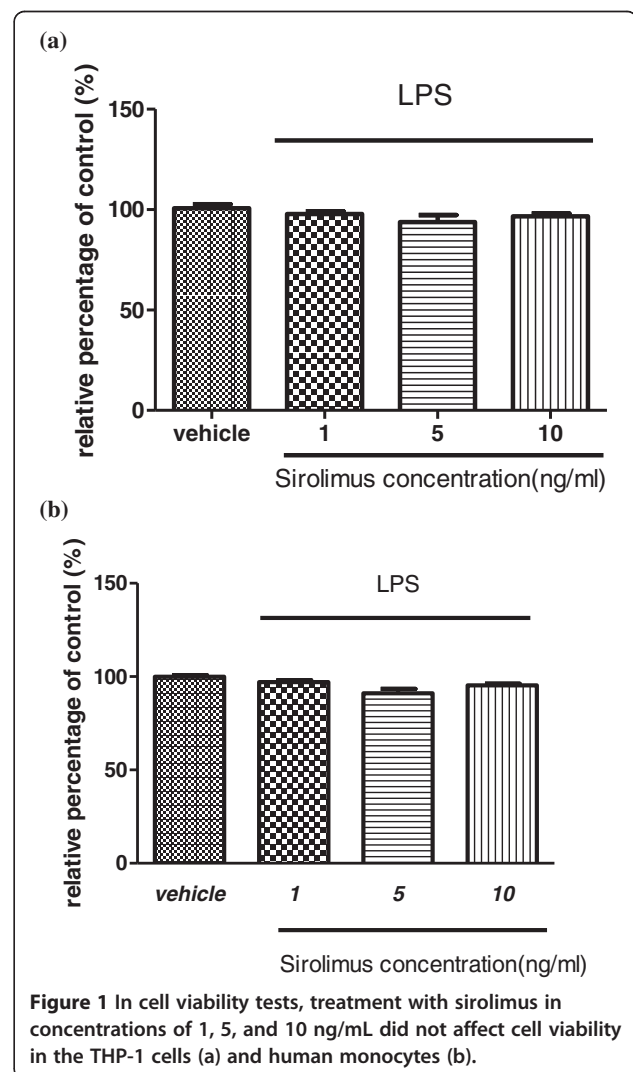 (a)
relative percentage of control (%)
150
100
50
0
LPS
vehicle 1 5 10
Sirolimus concentration(ng/ml)
(b)
relative percentage of control (%)
150
100
50
0
LPS
vehicle 1 5 10
Sirolimus concentration(ng/ml)
Figure 1 In cell viability tests, treatment with sirolimus in
concentrations of 1, 5, and 10 ng/mL did not affect cell viability
in the THP-1 cells (a) and human monocytes (b).